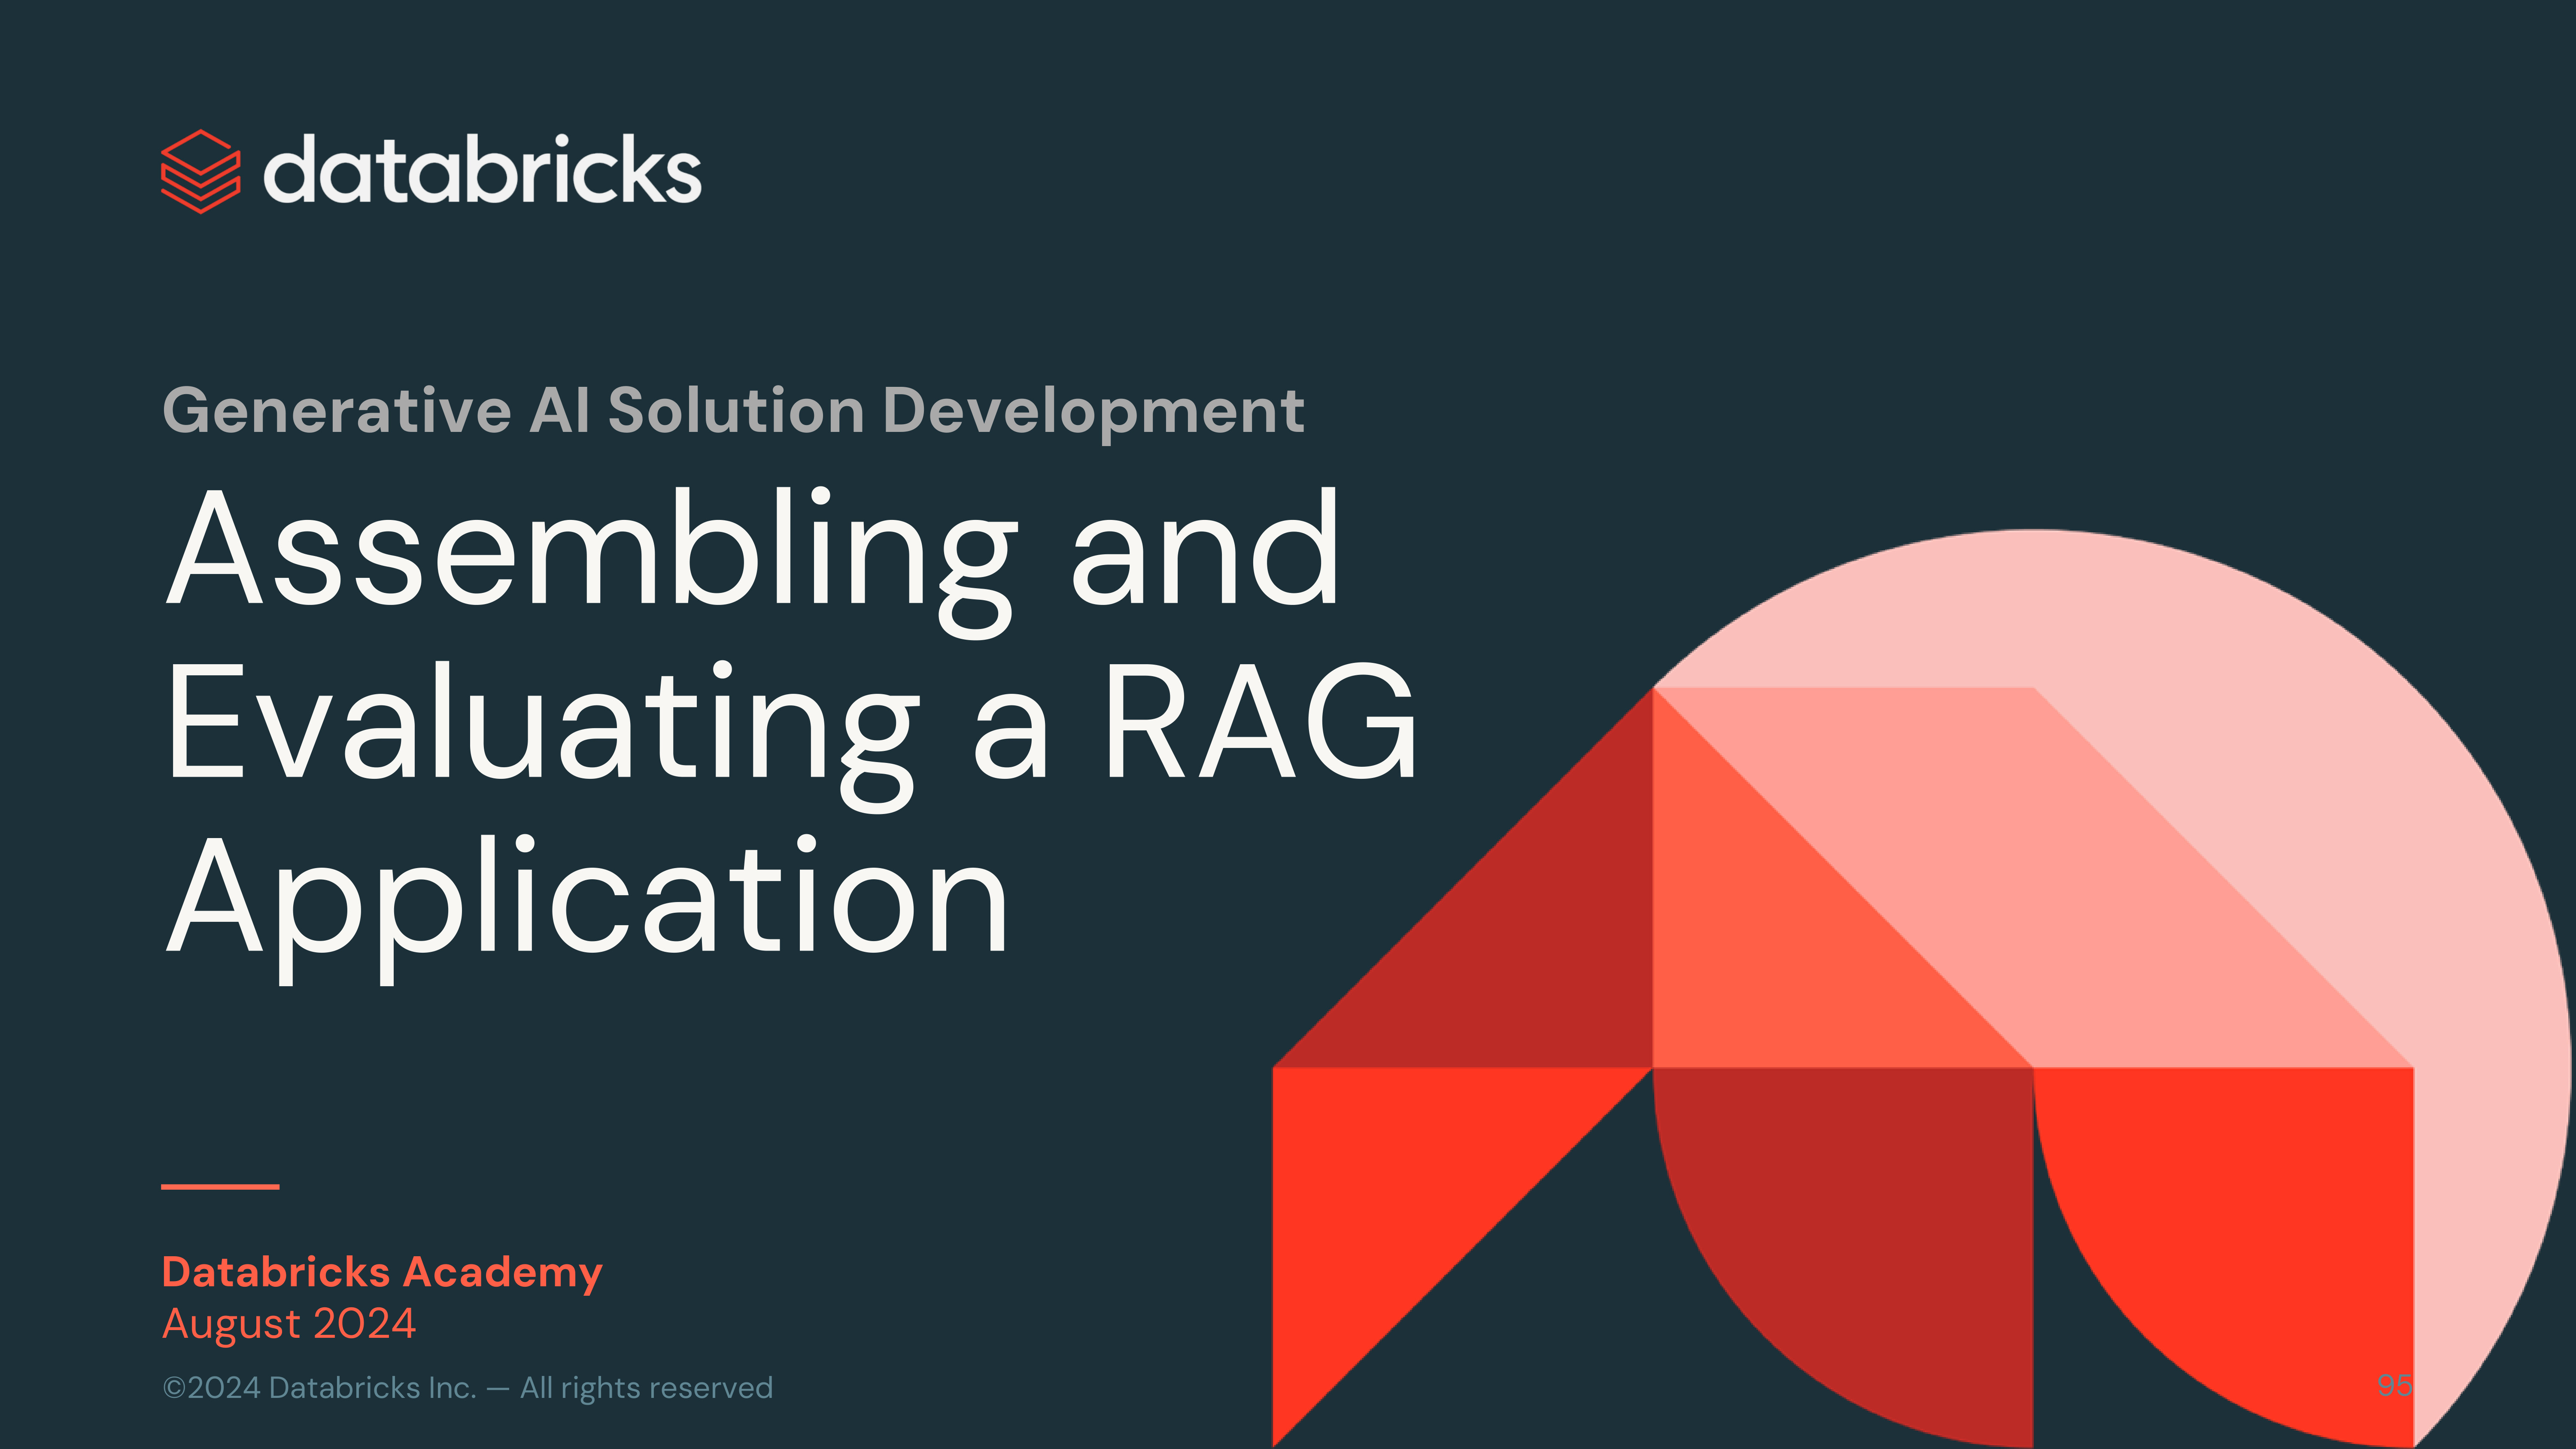 databricks
Generative AI Solution Development
Assembling and
Evaluating a RAG
Application
Databricks Academy
August 2024
©2024 Databricks Inc. — All rights reserved
95